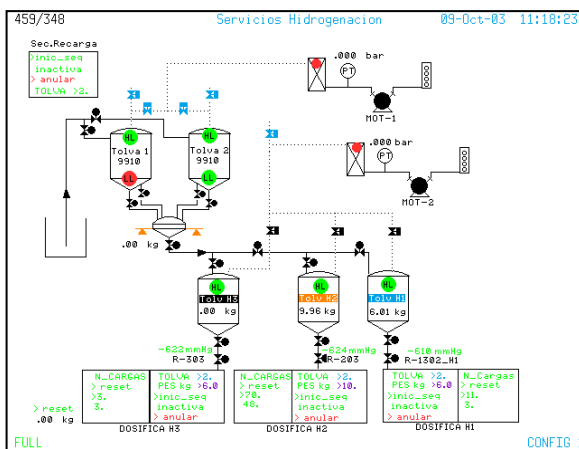 459/348
Servicios Hidrogenacion
09-Oct-03 11:18:23
Sec.Recarga
>inic_seq
inactiva
> anular
TOLVA >2.
.000 bar
PT
MOT-1
HL
Tolva 1
9910
LL
HL
Tolva 2
9910
LL
.000 bar
PT
MOT-2
.00 kg
HL
Tolv H3
.00 kg
HL
Tolv H2
9.96 kg
HL
Tolv H1
6.01 kg
-623 mmHg
R-303
-624 mmHg
R-203
-610 mmHg
R-1302_H1
> reset
.00 kg
N_CARGAS
> reset
>3.
3.
TOLVA >2.
PES kg >6.0
>inic_seq
inactiva
> anular
DOSIFICA H3
N_CARGAS
> reset
>70.
46.
TOLVA >2.
PES kg >10.
>inic_seq
inactiva
> anular
DOSIFICA H2
TOLVA >2.
PES kg >6.0
>inic_seq
inactiva
> anular
N_Cargas
> reset
>11.
3.
DOSIFICA H1
FULL
CONFIG